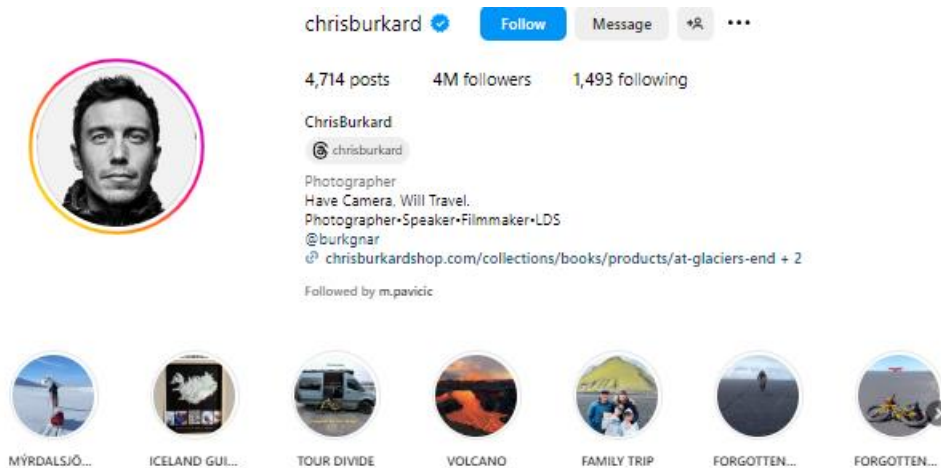 chrisburkard
Follow
Message
4,714 posts 4M followers 1,493 following
ChrisBurkard
chrisburkard
Photographer
Have Camera, Will Travel.
Photographer•Speaker•Filmmaker•LDS
@burkgnar
chrisburkardshop.com/collections/books/products/at-glaciers-end + 2
Followed by m.pavicic
MÝRDALSJÖ... ICELAND GUI... TOUR DIVIDE VOLCANO FAMILY TRIP FORGOTTEN... FORGOTTEN...